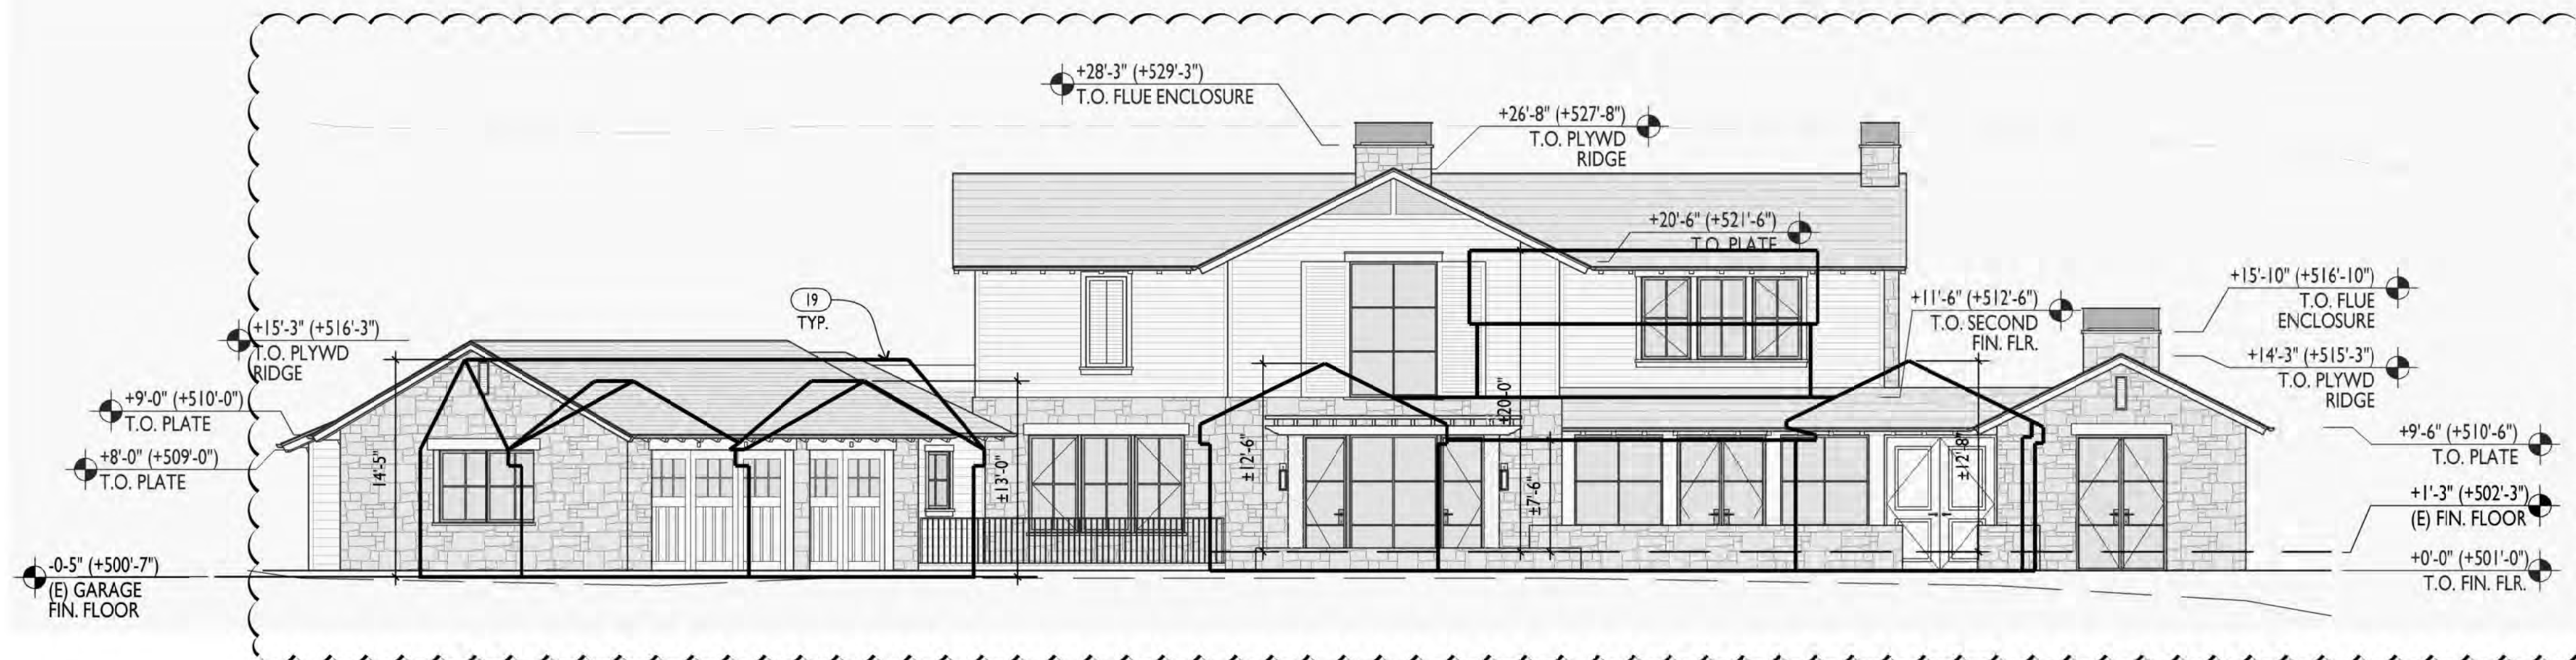 +28'-3" (+529'-3")
T.O. FLUE ENCLOSURE
+26'-8" (+527'-8")
T.O. PLYWD
RIDGE
+20'-6" (+521'-6")
T.O. PLATE
19
TYP.
+15'-3" (+516'-3")
T.O. PLYWD
RIDGE
+9'-0" (+510'-0")
T.O. PLATE
+8'-0" (+509'-0")
T.O. PLATE
-0'-5" (+500'-7")
(E) GARAGE
FIN. FLOOR
14'-5"
±13'-0"
±12'-6"
±20'-0"
±7'-6"
±12'-8"
+11'-6" (+512'-6")
T.O. SECOND
FIN. FLR.
+15'-10" (+516'-10")
T.O. FLUE
ENCLOSURE
+14'-3" (+515'-3")
T.O. PLYWD
RIDGE
+9'-6" (+510'-6")
T.O. PLATE
+1'-3" (+502'-3")
(E) FIN. FLOOR
+0'-0" (+501'-0")
T.O. FIN. FLR.